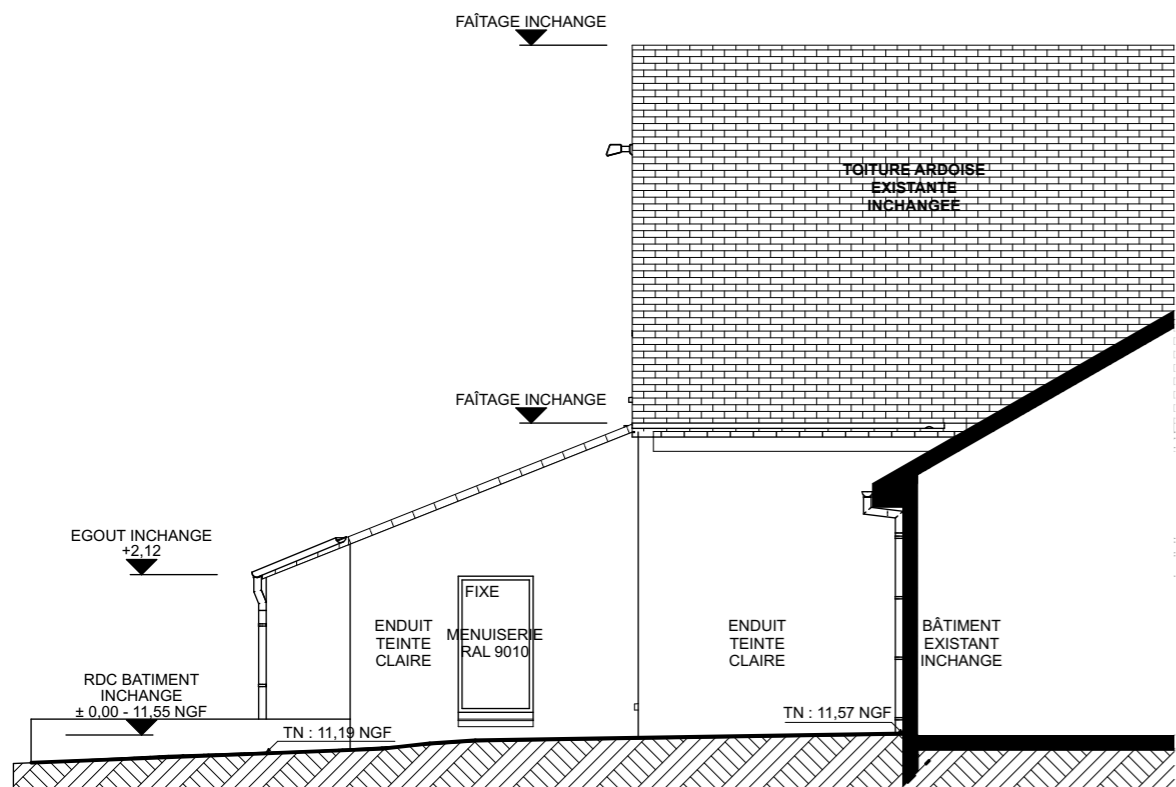 FAÎTAGE INCHANGE
TOITURE ARDOISE
EXISTANTE
INCHANGEE
FAÎTAGE INCHANGE
EGOUT INCHANGE
+2,12
FIXE
ENDUIT
TEINTE
CLAIRE
MENUISERIE
RAL 9010
ENDUIT
TEINTE
CLAIRE
BÂTIMENT
EXISTANT
INCHANGE
RDC BATIMENT
INCHANGE
± 0,00 - 11,55 NGF
TN : 11,19 NGF
TN : 11,57 NGF